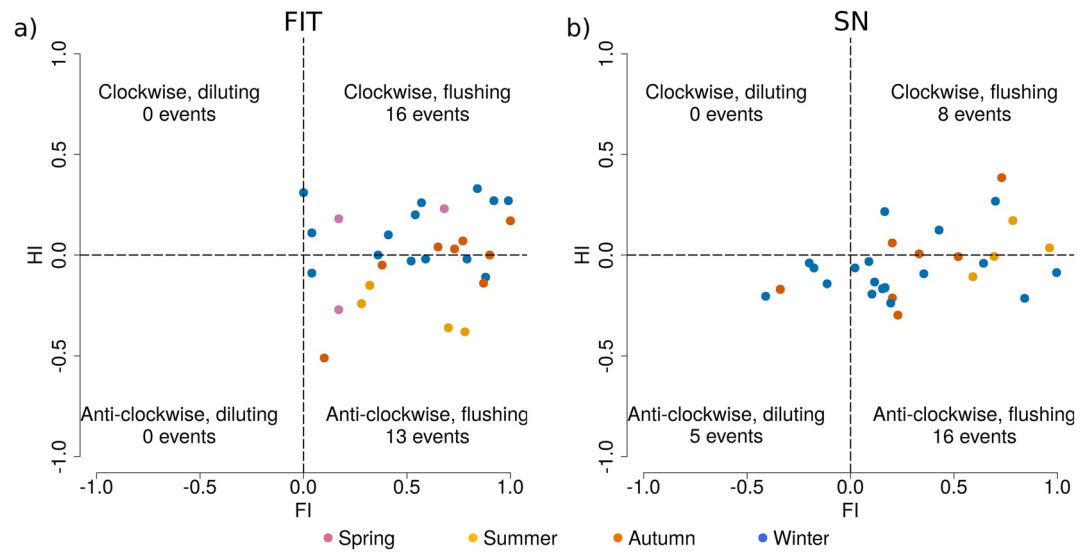 a)
FIT
1.0
0.5
0.0
-0.5
-1.0
HI
Clockwise, diluting
0 events
Clockwise, flushing
16 events
Anti-clockwise, diluting
0 events
Anti-clockwise, flushing
13 events
-1.0 -0.5 0.0 0.5 1.0
FI
b)
SN
1.0
0.5
0.0
-0.5
-1.0
HI
Clockwise, diluting
0 events
Clockwise, flushing
8 events
Anti-clockwise, diluting
5 events
Anti-clockwise, flushing
16 events
-1.0 -0.5 0.0 0.5 1.0
FI
Spring Summer Autumn Winter